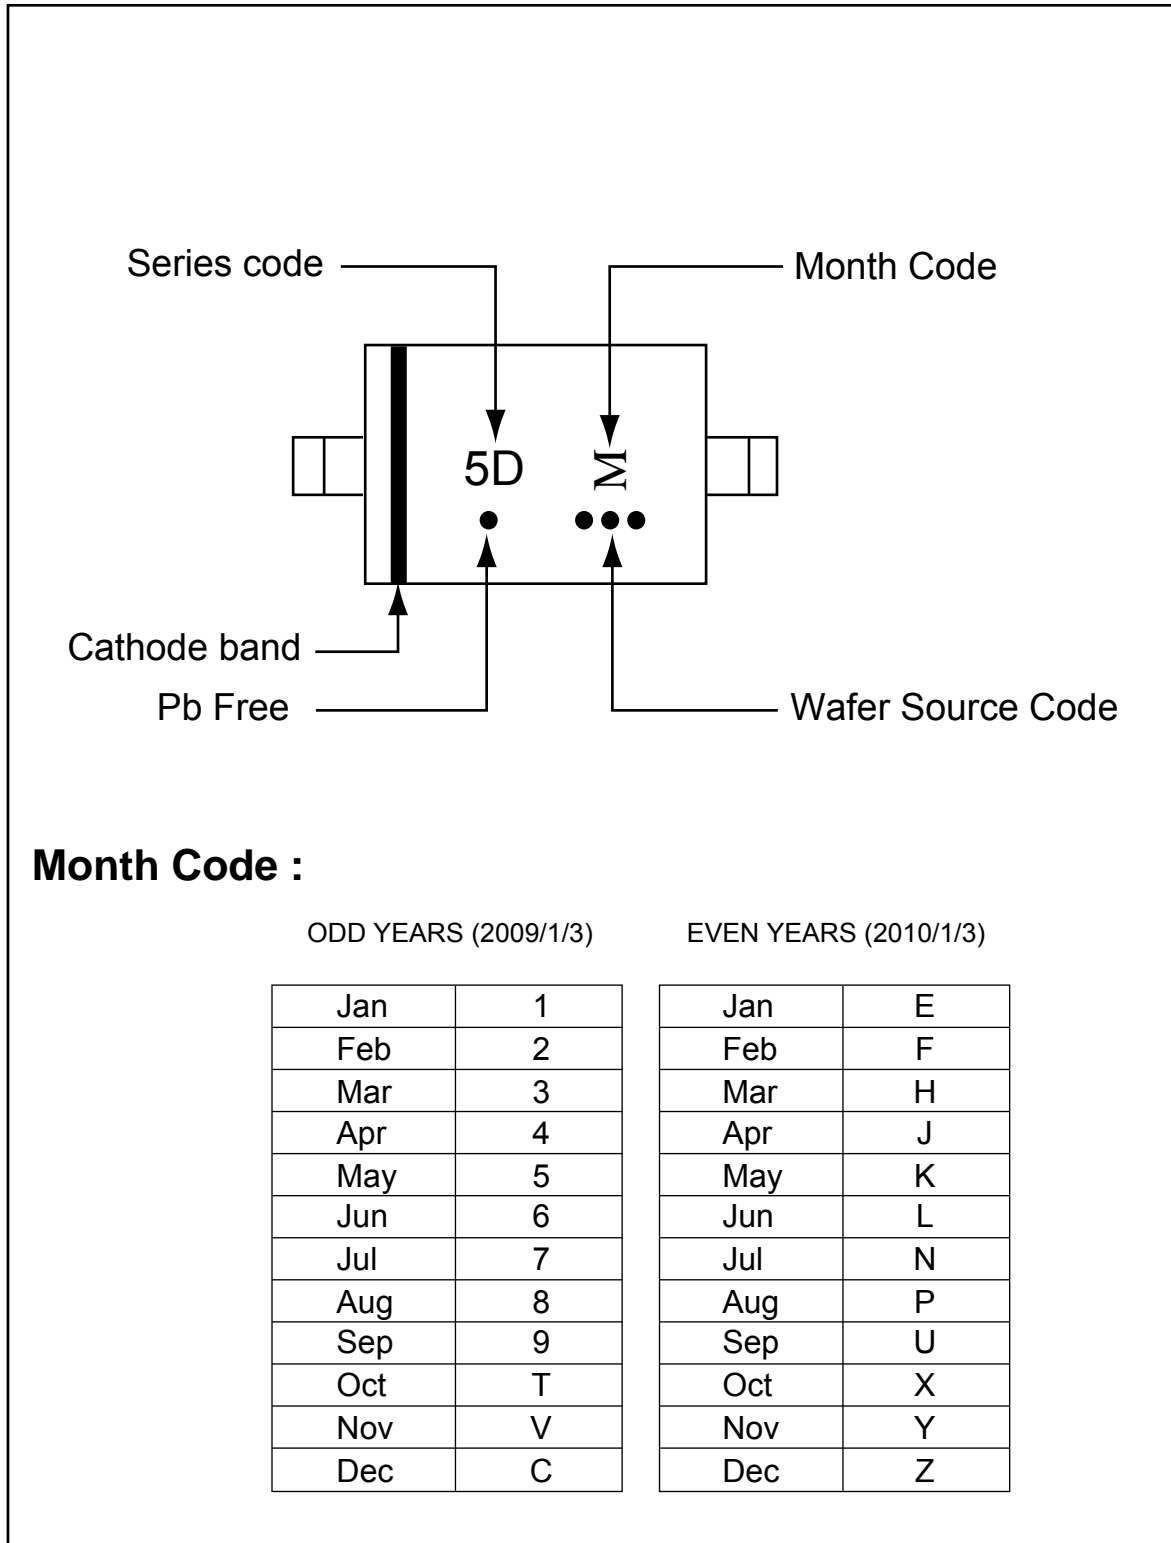 Series code
Month Code
5D M
Cathode band
Pb Free
Wafer Source Code
Month Code :
ODD YEARS (2009/1/3) EVEN YEARS (2010/1/3)
Jan 1 Jan E
Feb 2 Feb F
Mar 3 Mar H
Apr 4 Apr J
May 5 May K
Jun 6 Jun L
Jul 7 Jul N
Aug 8 Aug P
Sep 9 Sep U
Oct T Oct X
Nov V Nov Y
Dec C Dec Z